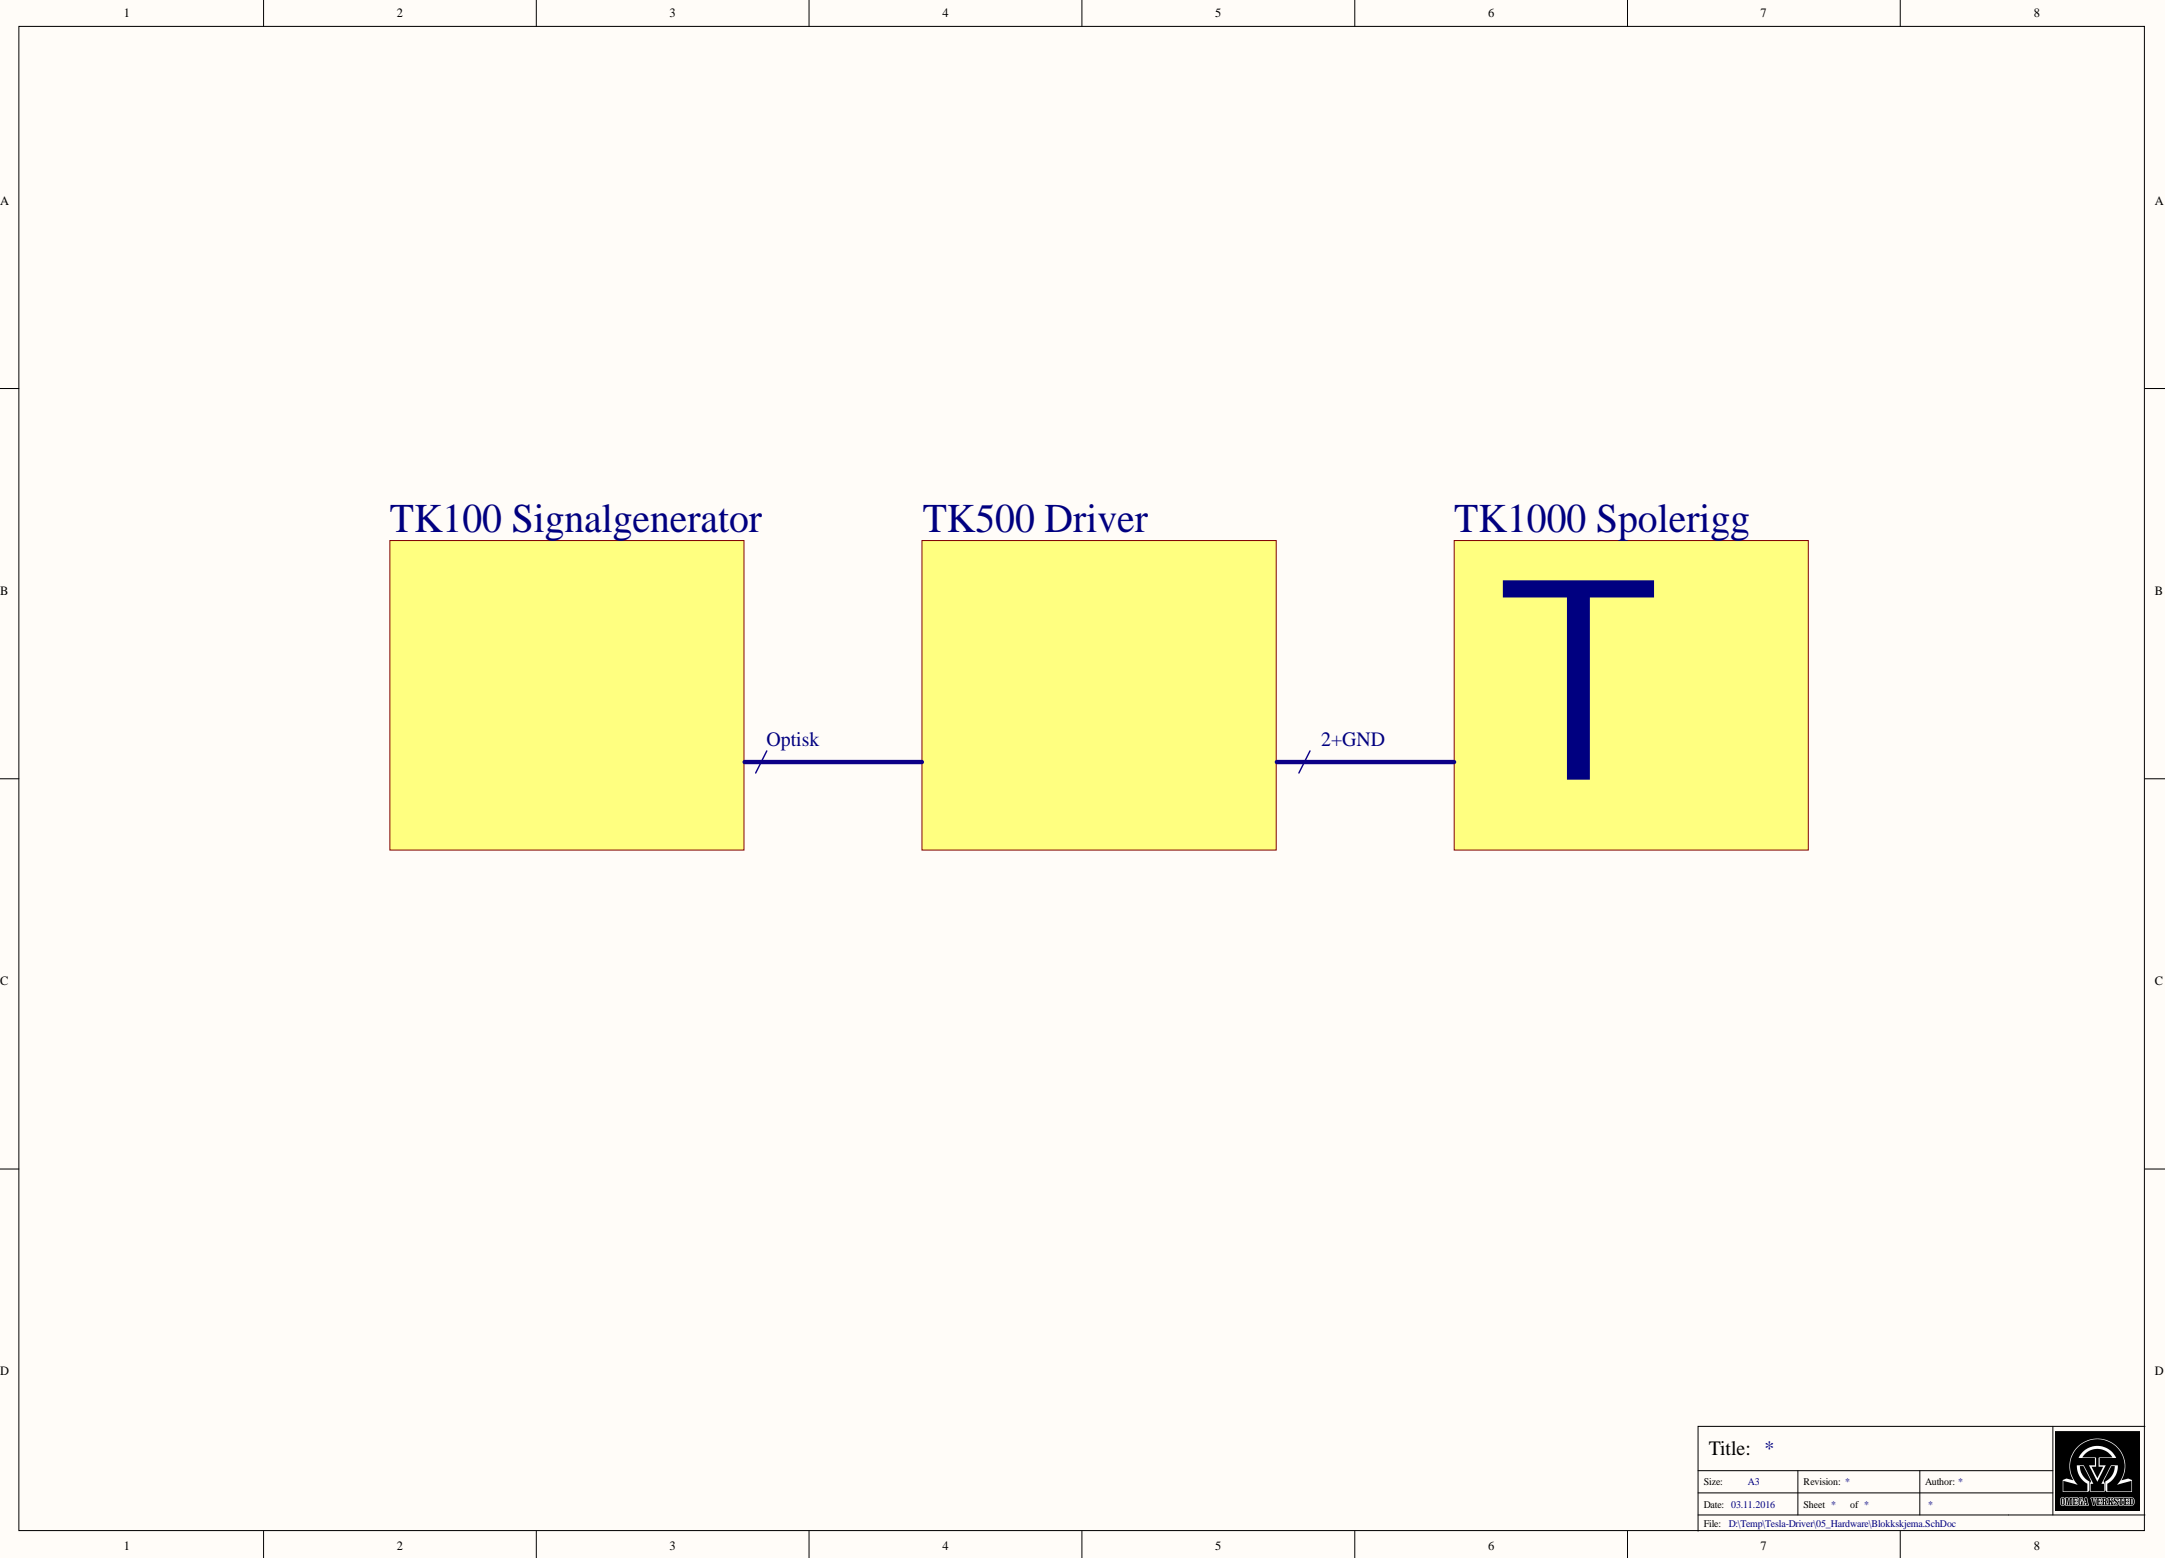 1 2 3 4 5 6 7 8
A A
TK100 Signalgenerator TK500 Driver TK1000 Spolerigg
B T B
Optisk 2+GND
C C
D D
Title: *
Size: A3 Revision: * Author: *
Date: 03.11.2016 Sheet * of * *
File: D:\Temp\Tesla-Driver\05_Hardware\Blokkskjema.SchDoc
OMEGA VERKSTED
1 2 3 4 5 6 7 8